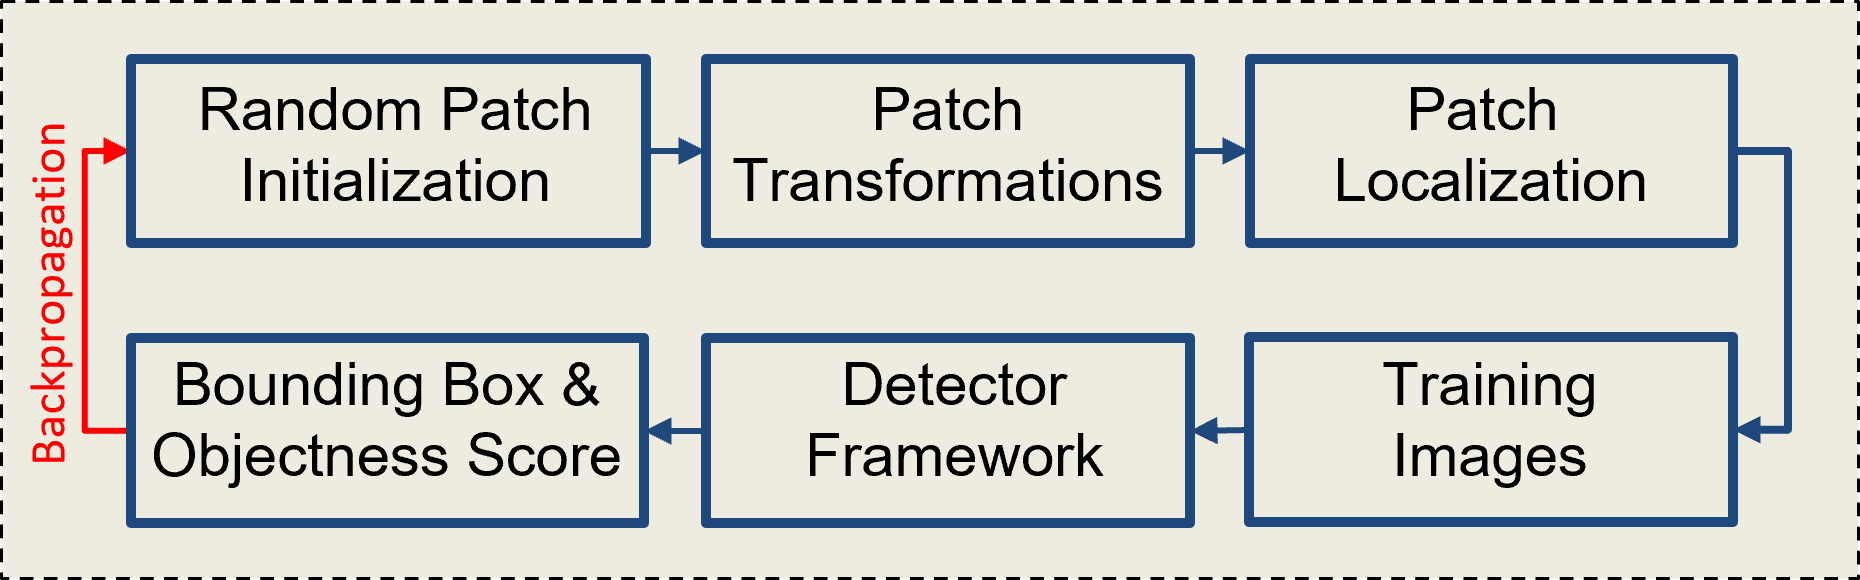 Backpropagation
Random Patch
Initialization
Patch
Transformations
Patch
Localization
Bounding Box &
Objectness Score
Detector
Framework
Training
Images